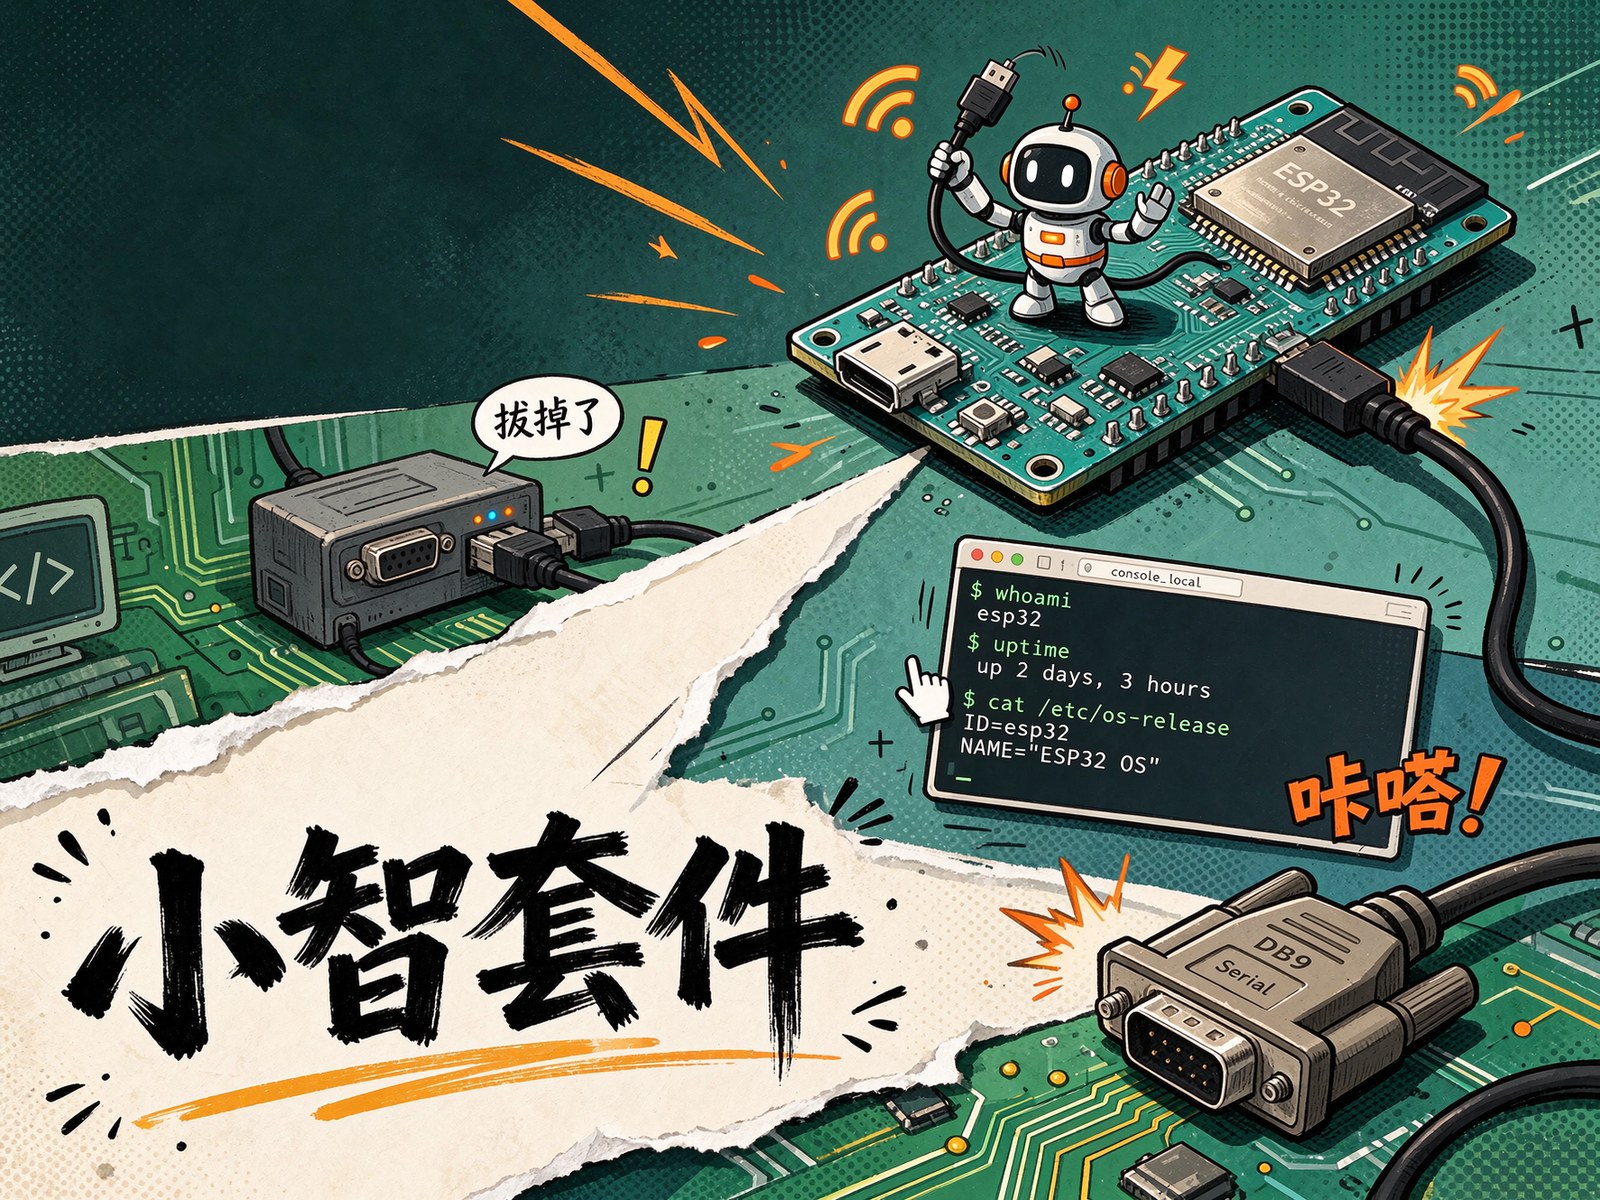 ESP32
拔掉了
</>
console_local
$ whoami
esp32
$ uptime
up 2 days, 3 hours
$ cat /etc/os-release
ID=esp32
NAME="ESP32 OS"
咔嗒!
小智套件
DB9
Serial